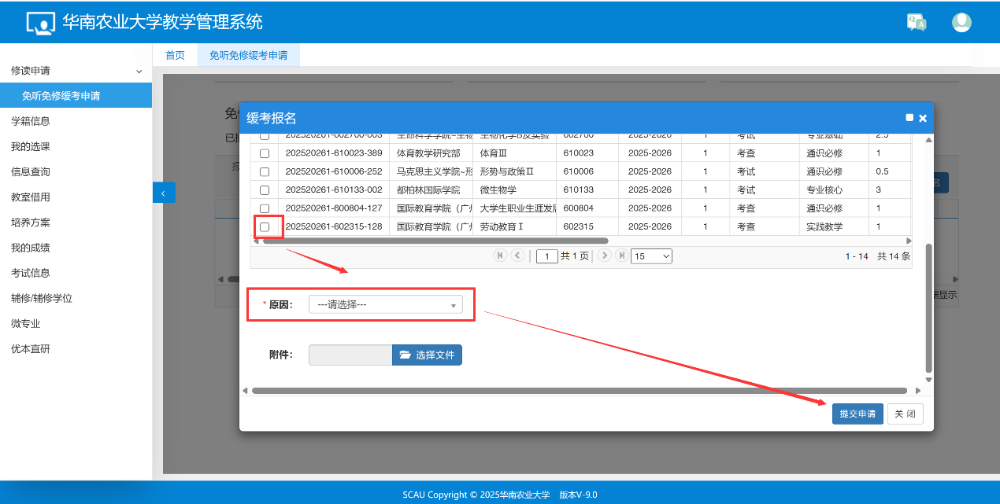 华南农业大学教学管理系统
首页 免听免修缓考申请
修读申请
免听免修缓考申请
学籍信息
我的选课
信息查询
教室借用
培养方案
我的成绩
考试信息
辅修/辅修学位
微专业
优本直研
缓考报名
202520261-602700-003 生命科学学院~生物 生物化学B及实验 602700 2025-2026 1 考试 专业基础 2.5
202520261-610023-389 体育教学研究部 体育Ⅲ 610023 2025-2026 1 考查 通识必修 1
202520261-610006-252 马克思主义学院~形 形势与政策Ⅱ 610006 2025-2026 1 考试 通识必修 0.5
202520261-610133-002 都柏林国际学院 微生物学 610133 2025-2026 1 考试 专业核心 3
202520261-600804-127 国际教育学院（广州 大学生职业生涯发展 600804 2025-2026 1 考查 通识必修 1
202520261-602315-128 国际教育学院（广州 劳动教育Ⅰ 602315 2025-2026 1 考查 实践教学 1
1 共 1 页 15 1 - 14 共 14 条
* 原因: ---请选择---
附件: 选择文件
提交申请 关 闭
免
已
报
名
据显示
SCAU Copyright © 2025华南农业大学 版本V-9.0